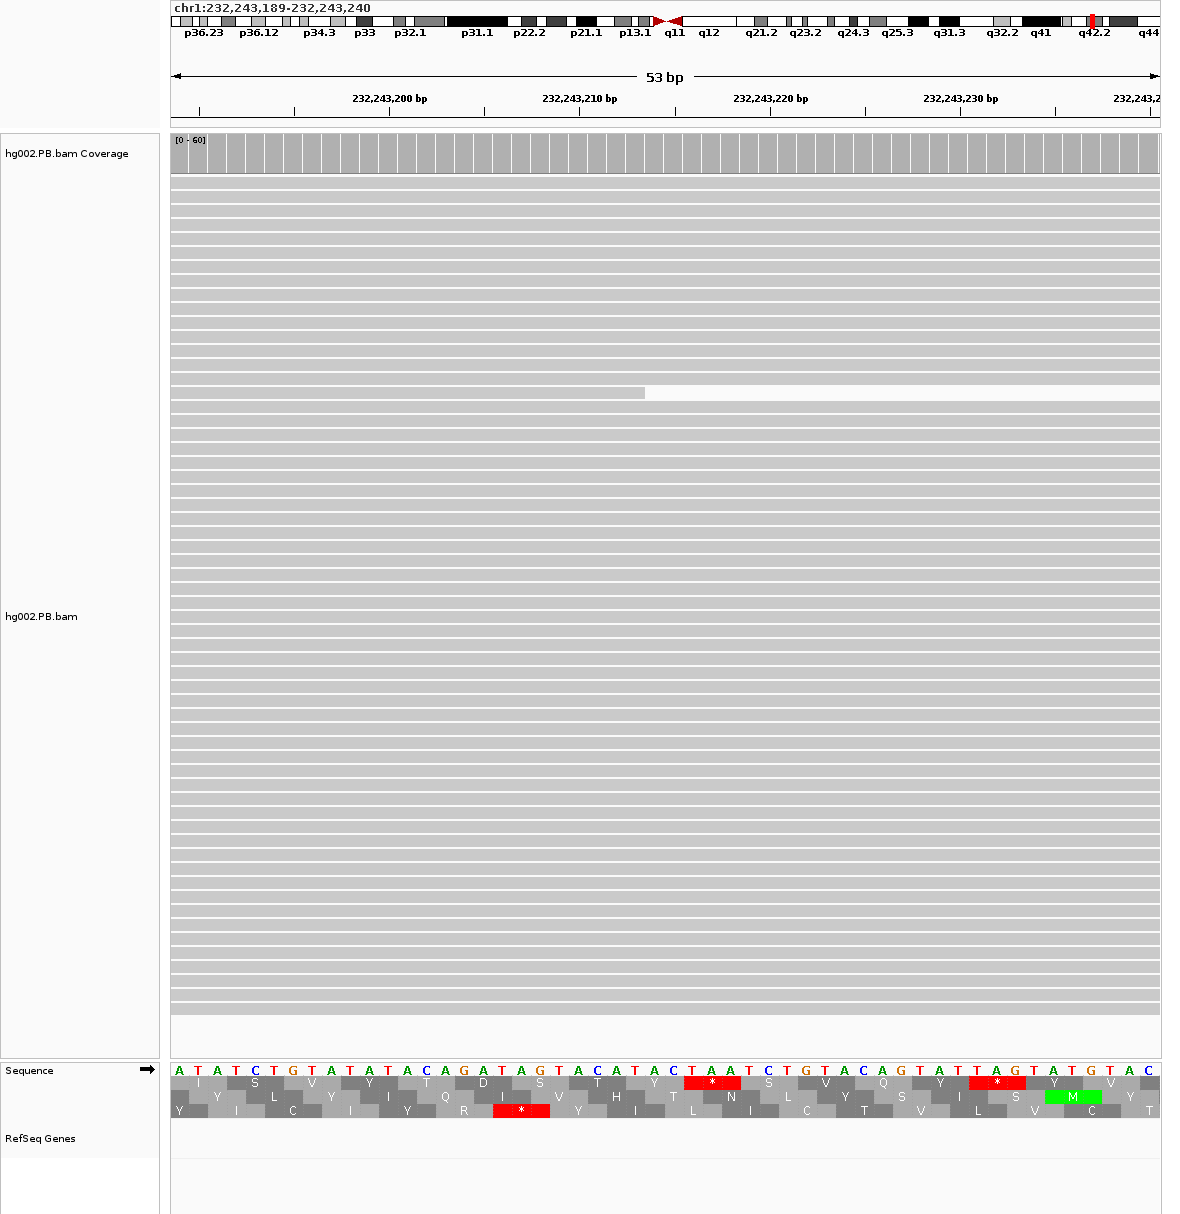 chr1:232,243,189-232,243,240
p36.23 p36.12 p34.3 p33 p32.1 p31.1 p22.2 p21.1 p13.1 q11 q12 q21.2 q23.2 q24.3 q25.3 q31.3 q32.2 q41 q42.2 q44
53 bp
232,243,200 bp 232,243,210 bp 232,243,220 bp 232,243,230 bp 232,243,2
[0 - 60]
hg002.PB.bam Coverage
hg002.PB.bam
Sequence A T A T C T G T A T A T A C A G A T A G T A C A T A C T A A T C T G T A C A G T A T T A G T A T G T A C
I S V Y T D S T Y * S V Q Y * Y V
Y L Y I Q I V H T N L Y S I S M Y
Y I C I Y R * Y I L I C T V L V C T
RefSeq Genes